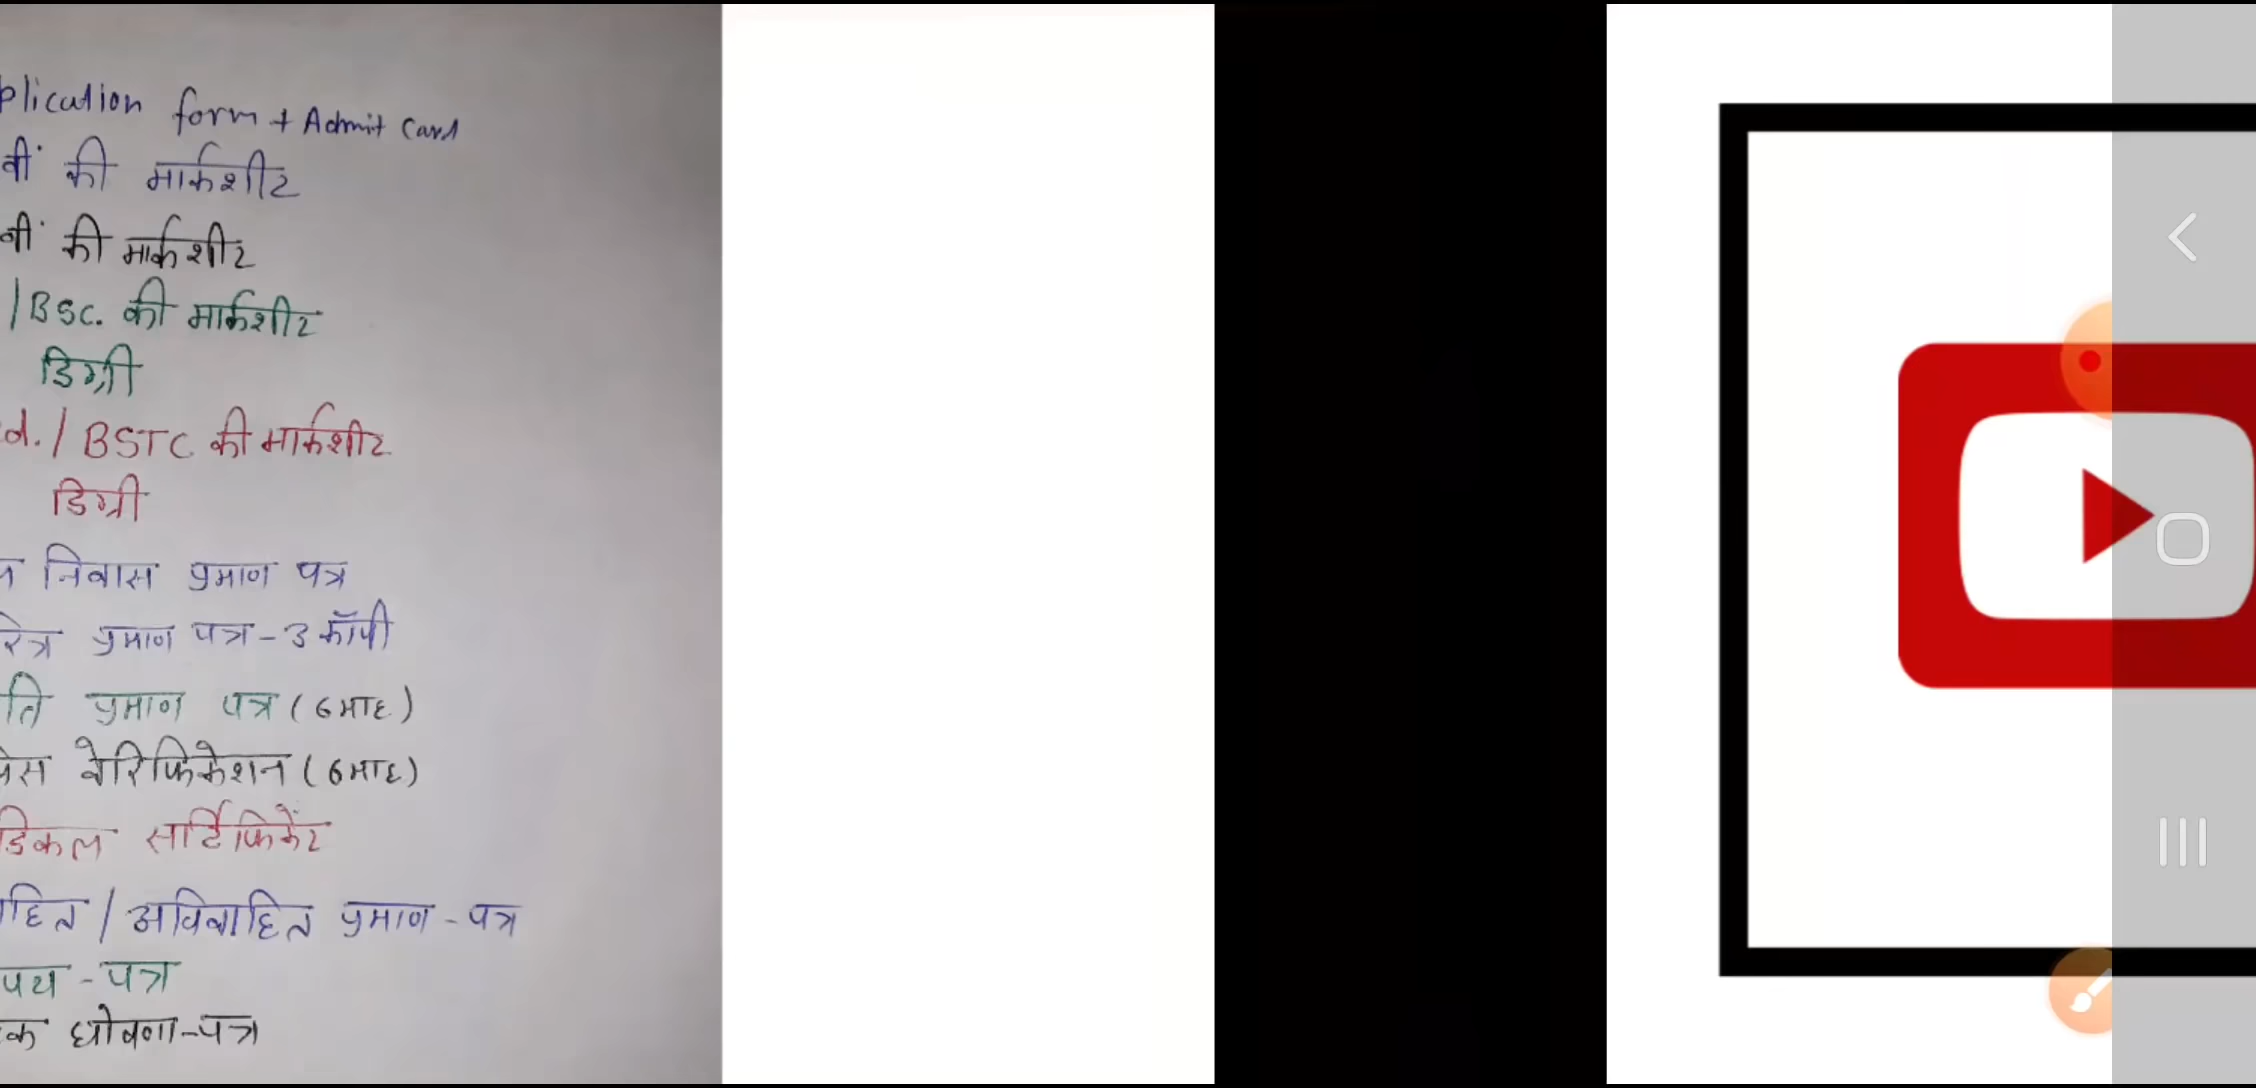 plication form + Admit Card
वीं की मार्कशीट
वीं की मार्कशीट
/BSc. की मार्कशीट
डिग्री
d. / BSTC की मार्कशीट
डिग्री
निवास प्रमाण पत्र
रित्र प्रमाण पत्र - 3 कॉपी
ति प्रमाण पत्र (6 माह)
वेरिफिकेशन (6 माह)
डिकल सार्टिफिकेंट
हित / अविवाहित प्रमाण - पत्र
पथ - पत्र
क घोषणा - पत्र